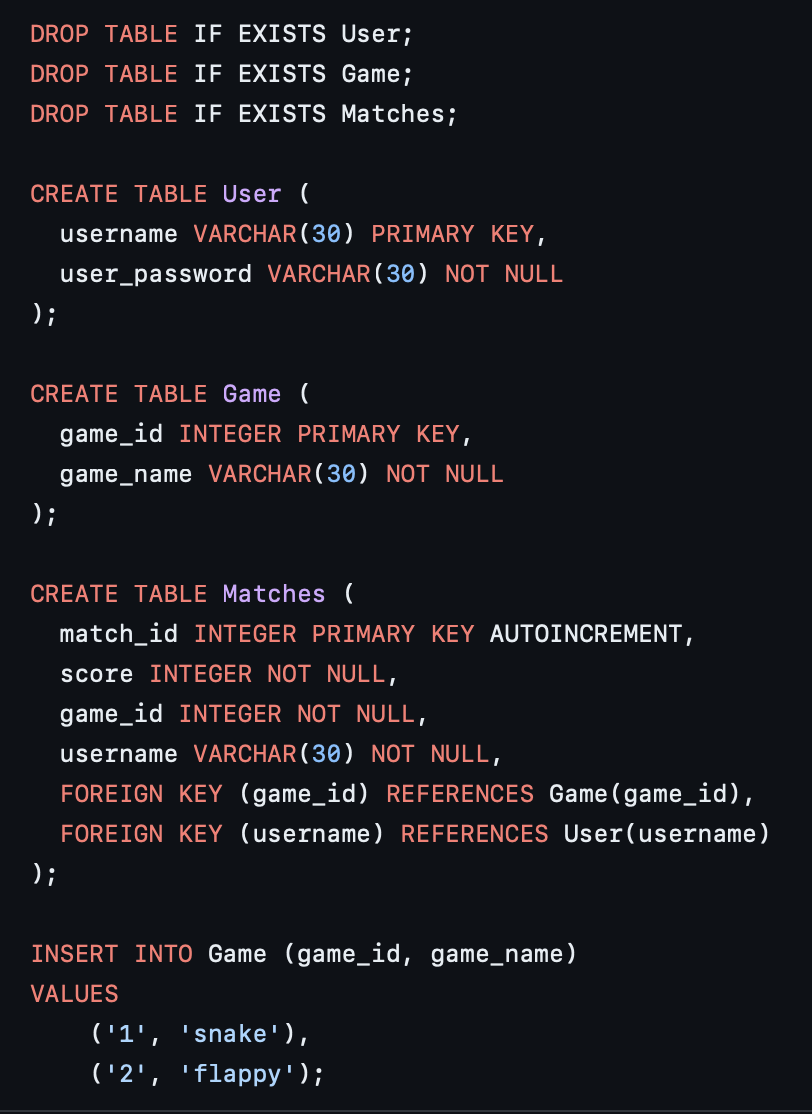 DROP TABLE IF EXISTS User;
DROP TABLE IF EXISTS Game;
DROP TABLE IF EXISTS Matches;

CREATE TABLE User (
  username VARCHAR(30) PRIMARY KEY,
  user_password VARCHAR(30) NOT NULL
);

CREATE TABLE Game (
  game_id INTEGER PRIMARY KEY,
  game_name VARCHAR(30) NOT NULL
);

CREATE TABLE Matches (
  match_id INTEGER PRIMARY KEY AUTOINCREMENT,
  score INTEGER NOT NULL,
  game_id INTEGER NOT NULL,
  username VARCHAR(30) NOT NULL,
  FOREIGN KEY (game_id) REFERENCES Game(game_id),
  FOREIGN KEY (username) REFERENCES User(username)
);

INSERT INTO Game (game_id, game_name)
VALUES
    ('1', 'snake'),
    ('2', 'flappy');